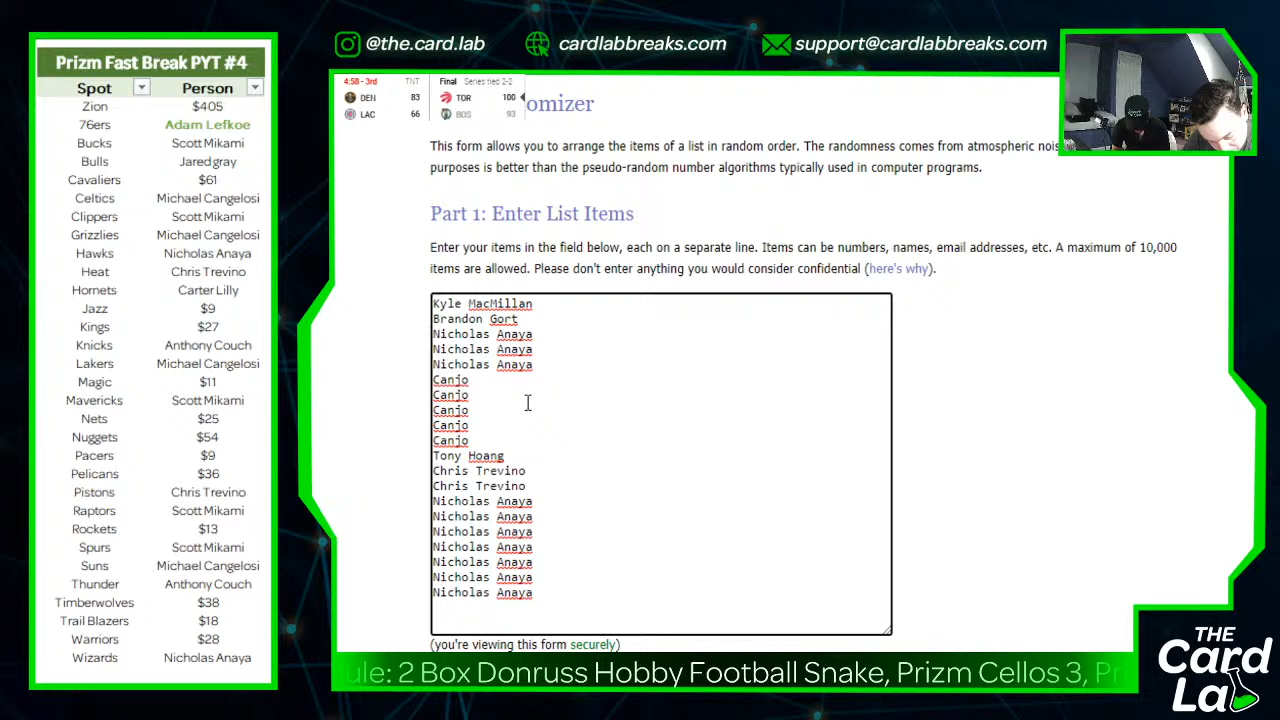 @the.card.lab
cardlabbreaks.com
support@cardlabbreaks.com
Prizm Fast Break PYT #4
Spot Person
Zion $405
76ers Adam Lefkoe
Bucks Scott Mikami
Bulls Jared gray
Cavaliers $61
Celtics Michael Cangelosi
Clippers Scott Mikami
Grizzlies Michael Cangelosi
Hawks Nicholas Anaya
Heat Chris Trevino
Hornets Carter Lilly
Jazz $9
Kings $27
Knicks Anthony Couch
Lakers Michael Cangelosi
Magic $11
Mavericks Scott Mikami
Nets $25
Nuggets $54
Pacers $9
Pelicans $36
Pistons Chris Trevino
Raptors Scott Mikami
Rockets $13
Spurs Scott Mikami
Suns Michael Cangelosi
Thunder Anthony Couch
Timberwolves $38
Trail Blazers $18
Warriors $28
Wizards Nicholas Anaya
4:58 - 3rd TNT
DEN 83
LAC 66
Final Series tied 2-2
TOR 100
BOS 93
omizer
This form allows you to arrange the items of a list in random order. The randomness comes from atmospheric
purposes is better than the pseudo-random number algorithms typically used in computer programs.
Part 1: Enter List Items
Enter your items in the field below, each on a separate line. Items can be numbers, names, email addresses, etc. A maximum of 10,000
items are allowed. Please don't enter anything you would consider confidential (here's why).
Kyle MacMillan
Brandon Gort
Nicholas Anaya
Nicholas Anaya
Nicholas Anaya
Canjo
Canjo
Canjo
Canjo
Canjo
Tony Hoang
Chris Trevino
Chris Trevino
Nicholas Anaya
Nicholas Anaya
Nicholas Anaya
Nicholas Anaya
Nicholas Anaya
Nicholas Anaya
Nicholas Anaya
(you're viewing this form securely)
ule: 2 Box Donruss Hobby Football Snake, Prizm Cellos 3, Pr
THE
Card
Lab